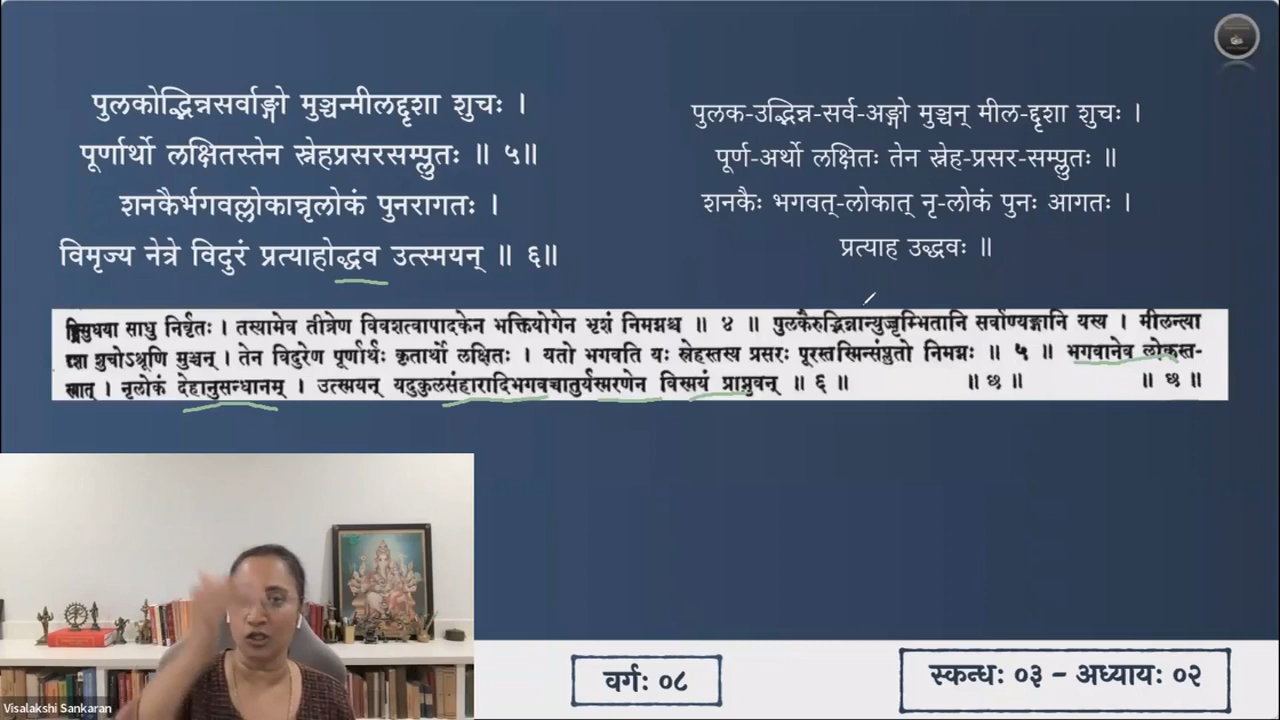 पुलकोद्भिन्नसर्वाङ्गो मुञ्चन्मीलद्दृशा शुचः ।
पूर्णार्थो लक्षितस्तेन स्नेहप्रसरसम्प्लुतः ॥ ५॥
शनकैर्भगवल्लोकान्नृलोकं पुनरागतः ।
विमृज्य नेत्रे विदुरं प्रत्याहोद्धव उत्स्मयन् ॥ ६॥
पुलक-उद्भिन्न-सर्व-अङ्गो मुञ्चन् मील-द्दृशा शुचः ।
पूर्ण-अर्थो लक्षितः तेन स्नेह-प्रसर-सम्प्लुतः ॥
शनकैः भगवत्-लोकात् नृ-लोकं पुनः आगतः ।
प्रत्याह उद्धवः ॥
साधु निर्वृतः । तस्यामेव तीव्रेण विवशत्वापादकेन भक्तियोगेन भृशं निमग्नश्च ॥ ४ ॥ पुलकैरुद्भिन्नान्युज्जृम्भितानि सर्वाण्यङ्गानि यस्य । मीलन्त्या
शुचोऽश्रूणि मुञ्चन् । तेन विदुरेण पूर्णार्थः कृतार्थो लक्षितः । यतो भगवति यः स्नेहस्तस्य प्रसरः पूरस्तस्मिन्संप्लुतो निमग्नः ॥ ५ ॥ भगवानेव लोकस्त-
स्मात् । नृलोकं देहानुसन्धानम् । उत्स्मयन् यदुकुलसंहारादिभगवच्चातुर्यस्मरणेन विस्मयं प्राप्नुवन् ॥ ६ ॥ ॥ छ ॥ ॥ छ ॥
Visalakshi Sankaran
वर्गः ०८
स्कन्धः ०३ – अध्यायः ०२